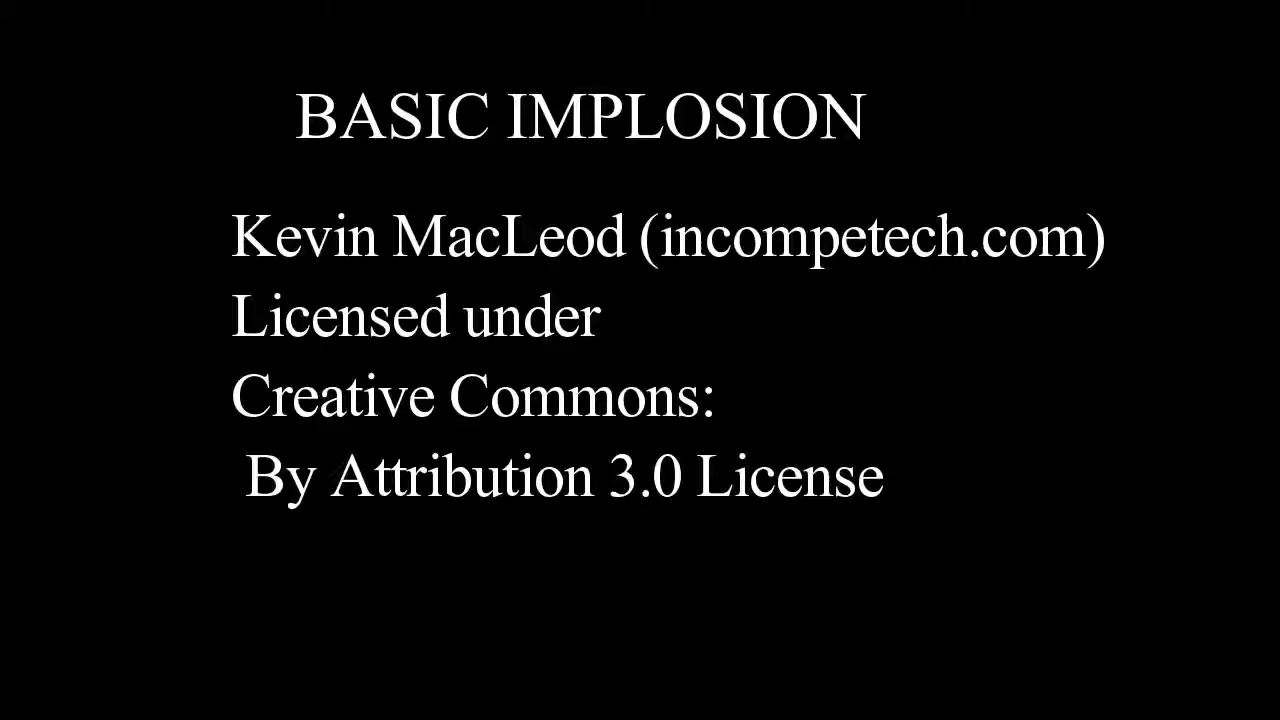 BASIC IMPLOSION
Kevin MacLeod (incompetech.com)
Licensed under
Creative Commons:
By Attribution 3.0 License